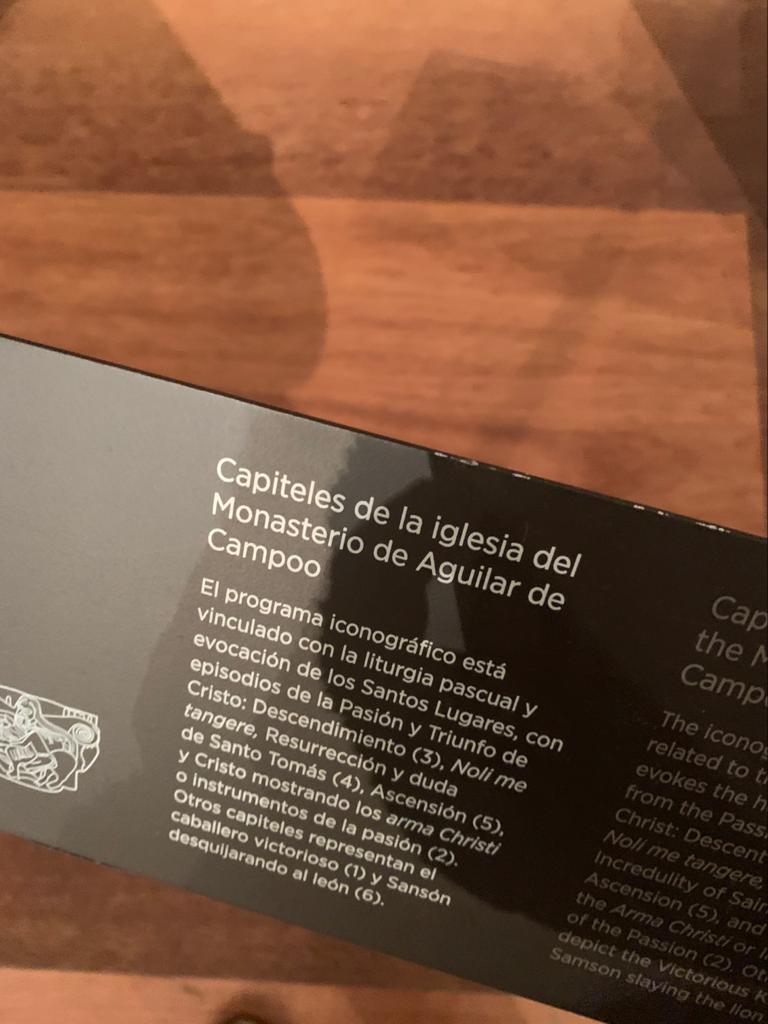 Capiteles de la iglesia del
Monasterio de Aguilar de
Campoo
El programa iconográfico está
vinculado con la liturgia pascual y
evocación de los Santos Lugares, con
episodios de la Pasión y Triunfo de
Cristo: Descendimiento (3), Noli me
tangere, Resurrección y duda
de Santo Tomás (4), Ascensión (5),
y Cristo mostrando los arma Christi
o instrumentos de la pasión (2).
Otros capiteles representan el
caballero victorioso (1) y Sansón
desquijarando al león (6).
Cap
the M
Campo
The iconog
related to t
evokes the h
from the Pass
Christ: Descent
Noli me tangere,
Incredulity of Sain
Ascension (5), and
the Arma Christi or i
of the Passion (2). Ot
depict the Victorious K
Samson slaying the lion